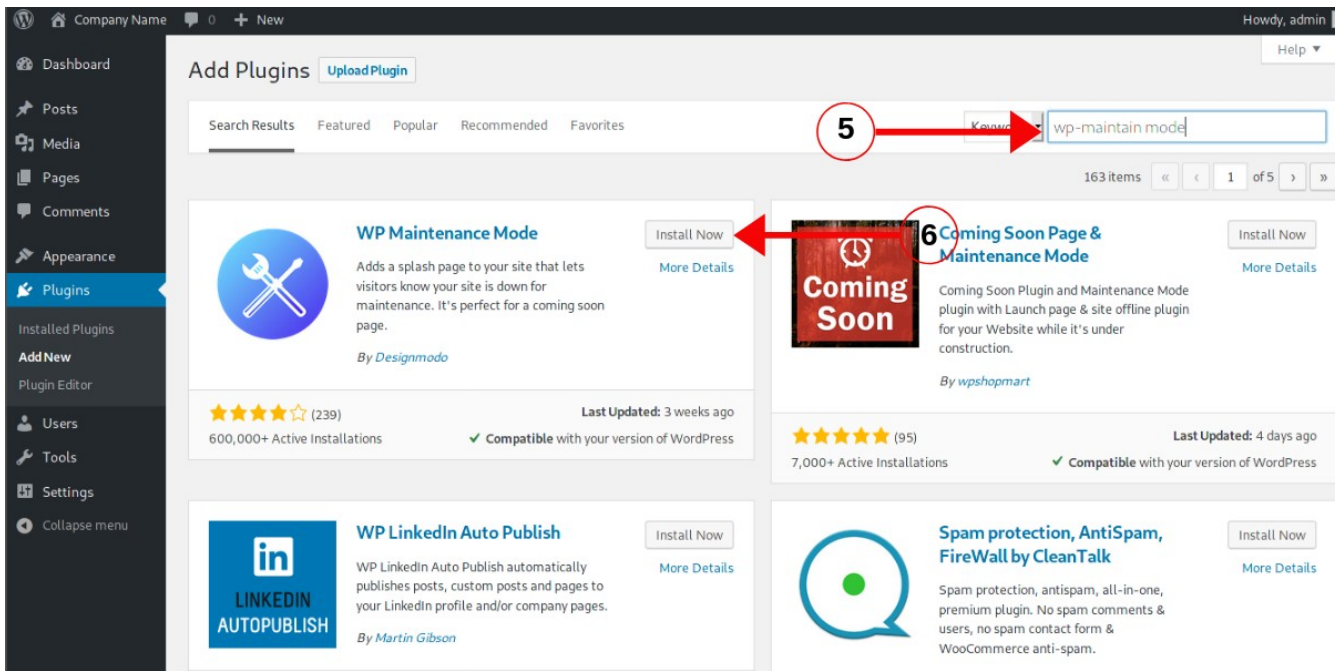 Company Name 0 + New Howdy, admin
Help ▼
Dashboard
Posts
Media
Pages
Comments
Appearance
Plugins
Installed Plugins
Add New
Plugin Editor
Users
Tools
Settings
Collapse menu
Add Plugins Upload Plugin
Search Results Featured Popular Recommended Favorites
5
wp-maintain mode
163 items « ‹ 1 of 5 › »
WP Maintenance Mode
Install Now
More Details
Adds a splash page to your site that lets
visitors know your site is down for
maintenance. It's perfect for a coming soon
page.
By Designmodo
(239)
Last Updated: 3 weeks ago
600,000+ Active Installations
✓ Compatible with your version of WordPress
6
Coming
Soon
Coming Soon Page &
Maintenance Mode
Install Now
More Details
Coming Soon Plugin and Maintenance Mode
plugin with Launch page & site offline plugin
for your Website while it's under
construction.
By wpshopmart
(95)
Last Updated: 4 days ago
7,000+ Active Installations
✓ Compatible with your version of WordPress
in
LINKEDIN
AUTOPUBLISH
WP LinkedIn Auto Publish
Install Now
More Details
WP LinkedIn Auto Publish automatically
publishes posts, custom posts and pages to
your LinkedIn profile and/or company pages.
By Martin Gibson
Spam protection, AntiSpam,
FireWall by CleanTalk
Install Now
More Details
Spam protection, antispam, all-in-one,
premium plugin. No spam comments &
users, no spam contact form &
WooCommerce anti-spam.